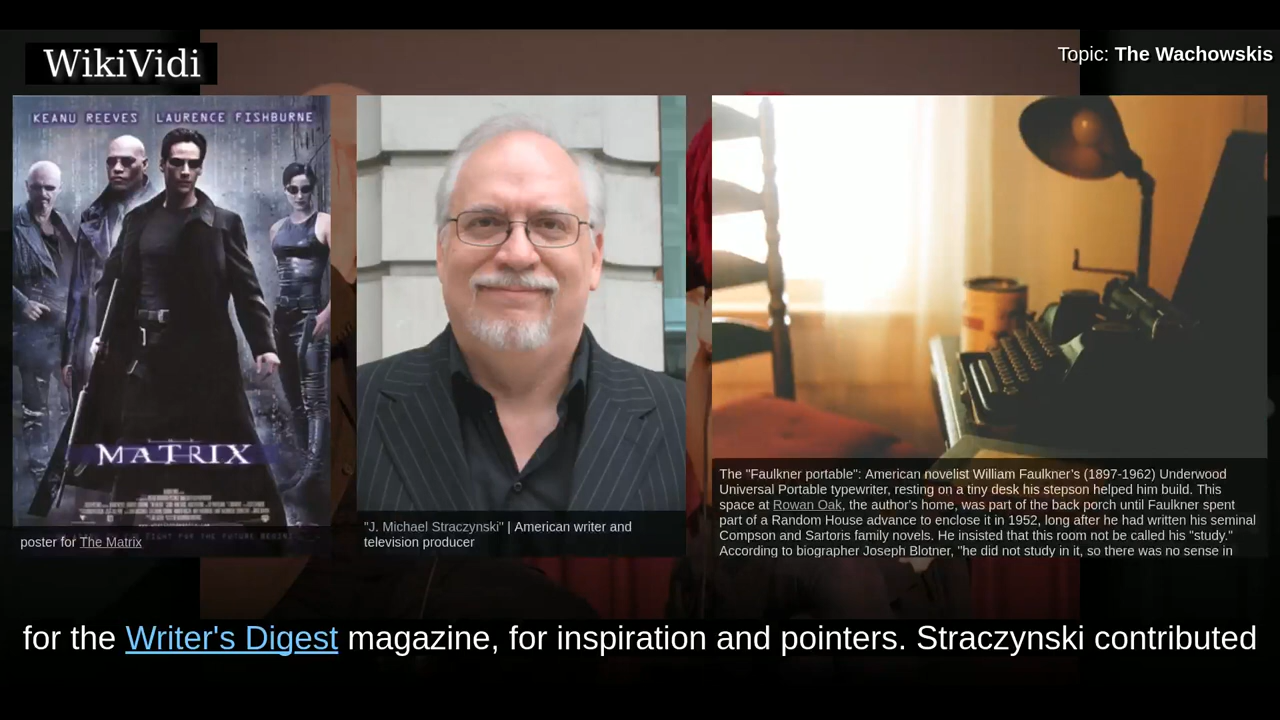 WikiVidi
Topic: The Wachowskis
KEANU REEVES LAURENCE FISHBURNE
THE
MATRIX
poster for The Matrix
"J. Michael Straczynski" | American writer and
television producer
The "Faulkner portable": American novelist William Faulkner's (1897-1962) Underwood
Universal Portable typewriter, resting on a tiny desk his stepson helped him build. This
space at Rowan Oak, the author's home, was part of the back porch until Faulkner spent
part of a Random House advance to enclose it in 1952, long after he had written his seminal
Compson and Sartoris family novels. He insisted that this room not be called his "study."
According to biographer Joseph Blotner, "he did not study in it, so there was no sense in
for the Writer's Digest magazine, for inspiration and pointers. Straczynski contributed